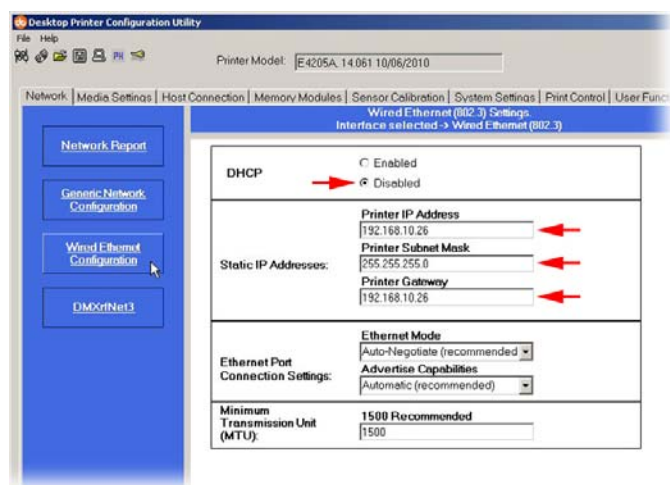 Desktop Printer Configuration Utility
File Help
Printer Model: E4205A, 14.061 10/06/2010
Network Media Settings Host Connection Memory Modules Sensor Calibration System Settings Print Control User Funct
Wired Ethernet (802.3) Settings.
Interface selected -> Wired Ethernet (802.3)
Network Report
Generic Network
Configuration
Wired Ethernet
Configuration
DMXrfNet3
DHCP
Enabled
Disabled
Static IP Addresses:
Printer IP Address
192.168.10.26
Printer Subnet Mask
255.255.255.0
Printer Gateway
192.168.10.26
Ethernet Port
Connection Settings:
Ethernet Mode
Auto-Negotiate (recommended
Advertise Capabilities
Automatic (recommended)
Minimum
Transmission Unit
(MTU):
1500 Recommended
1500